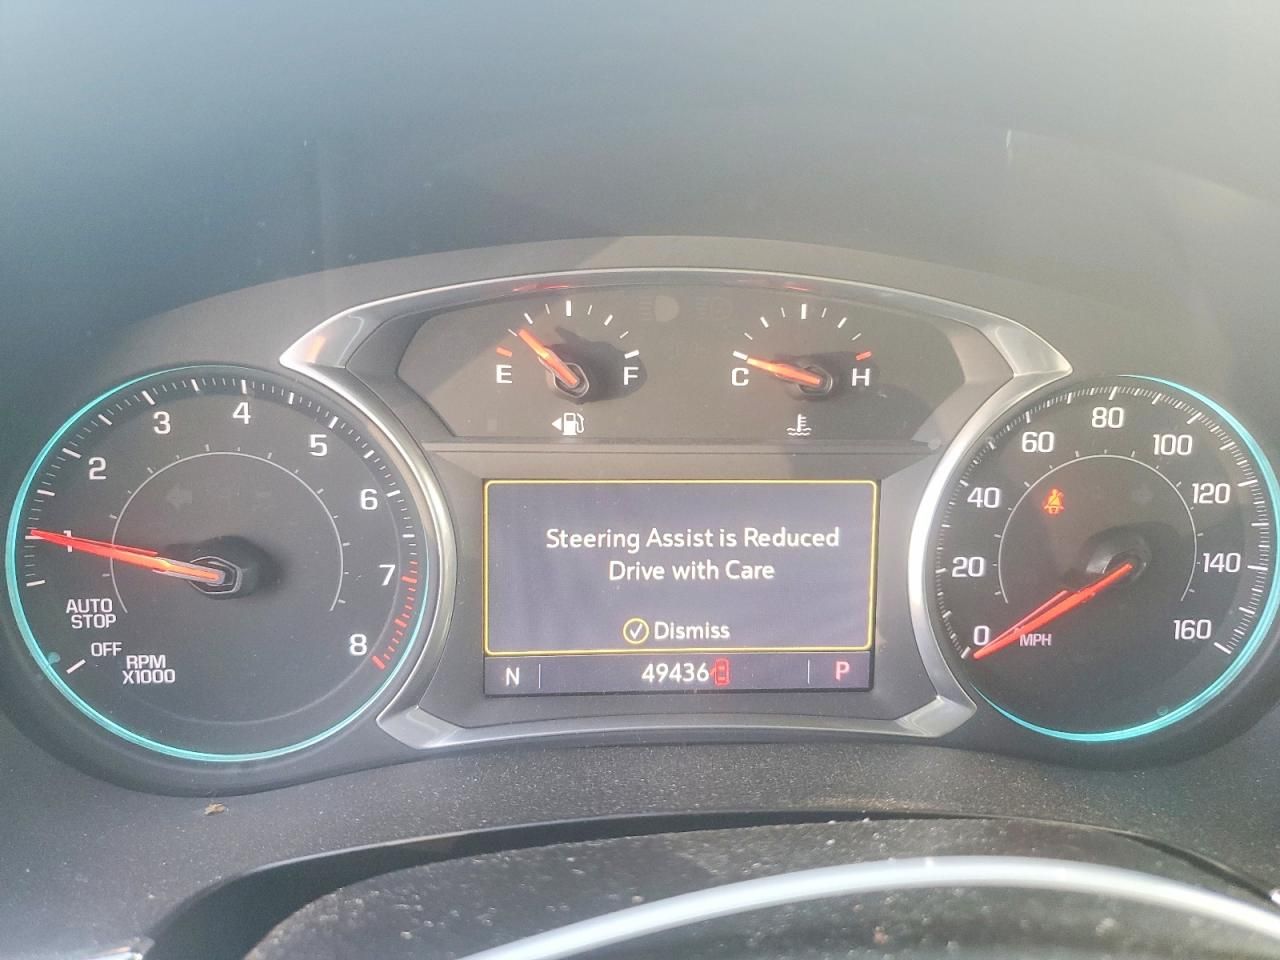 E
F
C
H
1
2
3
4
5
6
7
8
AUTO
STOP
OFF
RPM
X1000
Steering Assist is Reduced
Drive with Care
Dismiss
N
49436
P
0
20
40
60
80
100
120
140
160
MPH